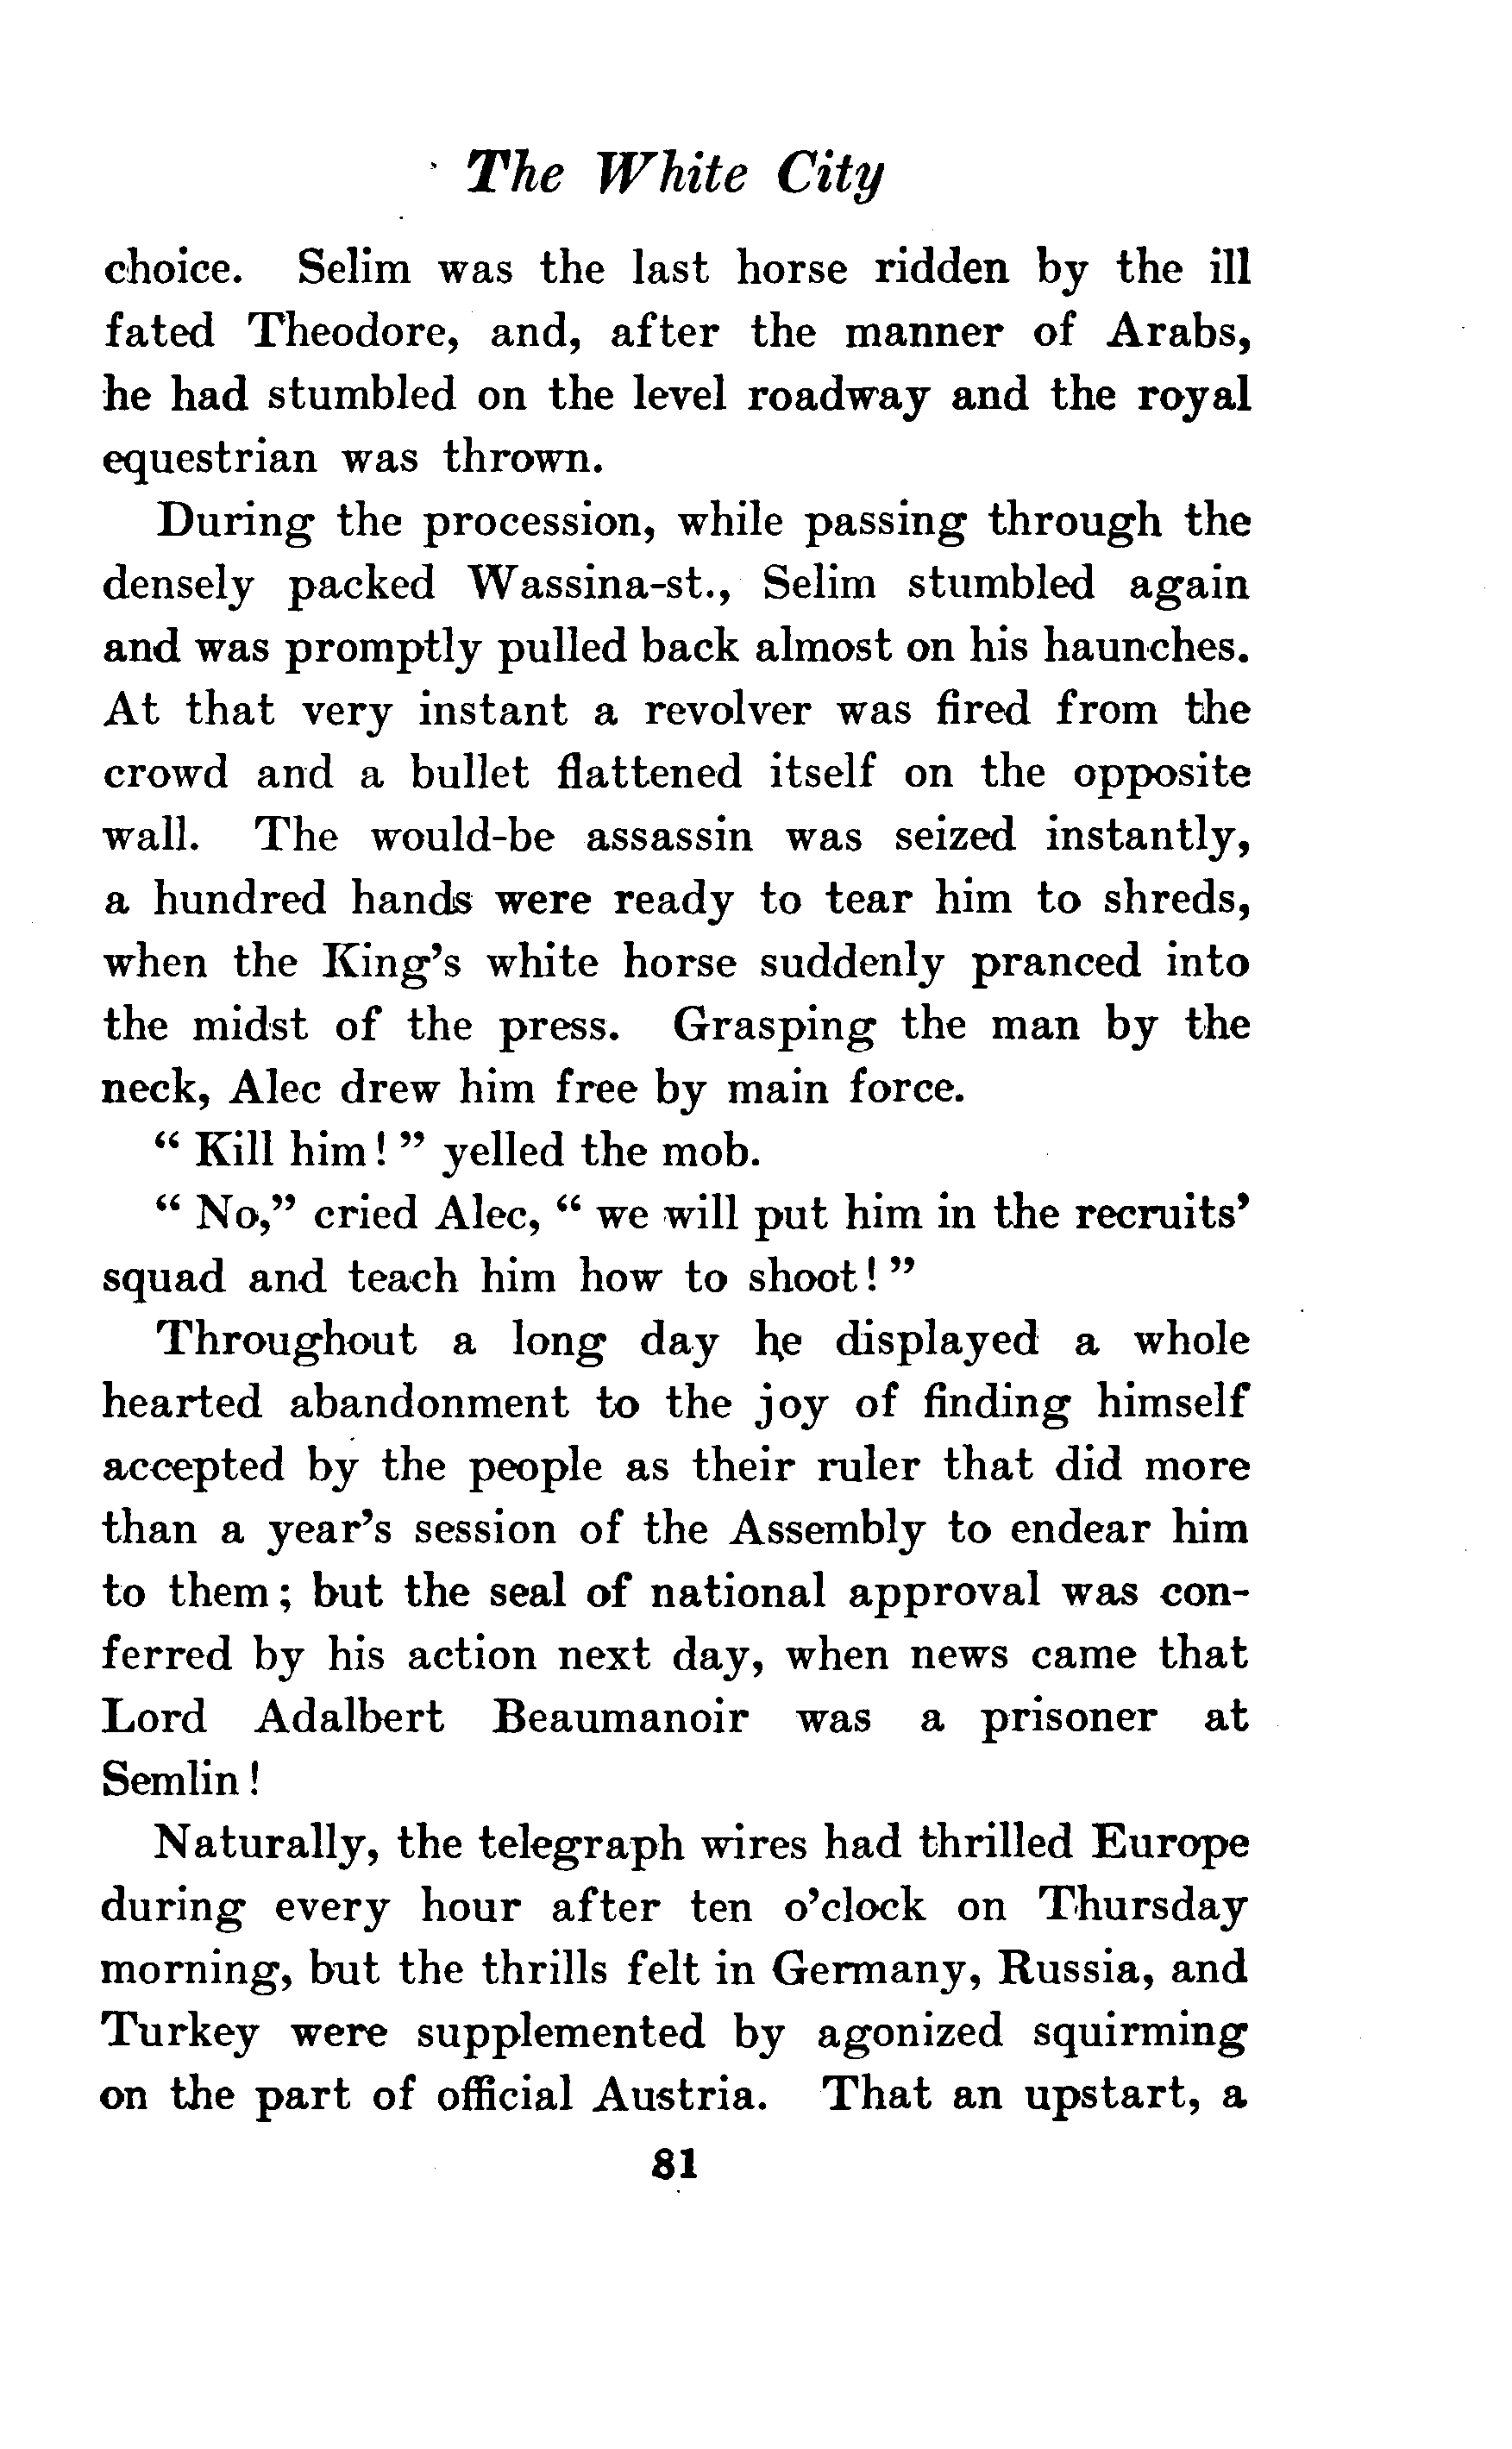 The White City
choice. Selim was the last horse ridden by the ill
fated Theodore, and, after the manner of Arabs,
he had stumbled on the level roadway and the royal
equestrian was thrown.
During the procession, while passing through the
densely packed Wassina-st., Selim stumbled again
and was promptly pulled back almost on his haunches.
At that very instant a revolver was fired from the
crowd and a bullet flattened itself on the opposite
wall. The would-be assassin was seized instantly,
a hundred hands were ready to tear him to shreds,
when the King's white horse suddenly pranced into
the midst of the press. Grasping the man by the
neck, Alec drew him free by main force.
" Kill him! " yelled the mob.
" No," cried Alec, " we will put him in the recruits'
squad and teach him how to shoot! "
Throughout a long day he displayed a whole
hearted abandonment to the joy of finding himself
accepted by the people as their ruler that did more
than a year's session of the Assembly to endear him
to them; but the seal of national approval was con-
ferred by his action next day, when news came that
Lord Adalbert Beaumanoir was a prisoner at
Semlin!
Naturally, the telegraph wires had thrilled Europe
during every hour after ten o'clock on Thursday
morning, but the thrills felt in Germany, Russia, and
Turkey were supplemented by agonized squirming
on the part of official Austria. That an upstart, a
81